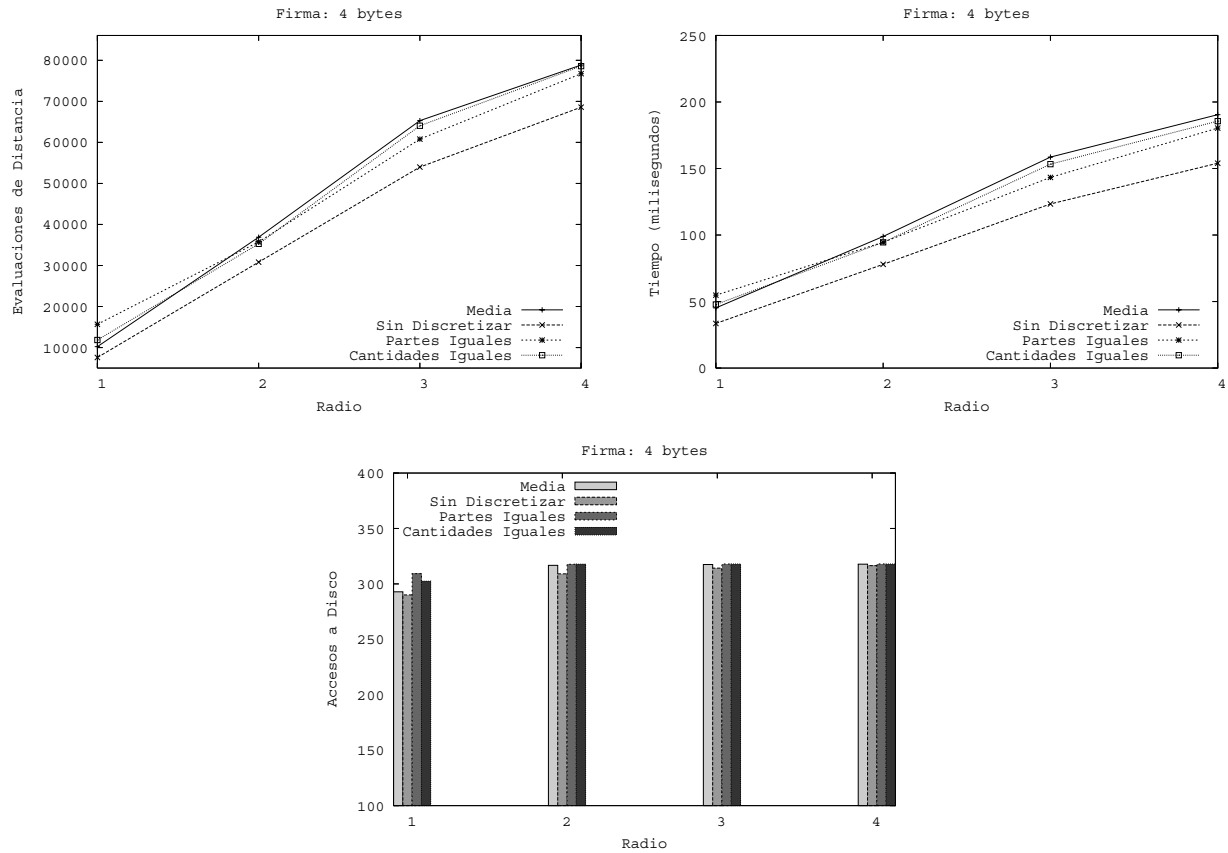 Firma: 4 bytes
Evaluaciones de Distancia
80000
70000
60000
50000
40000
30000
20000
10000
Media
Sin Discretizar
Partes Iguales
Cantidades Iguales
1
2
3
4
Radio
Firma: 4 bytes
Tiempo (milisegundos)
250
200
150
100
50
0
Media
Sin Discretizar
Partes Iguales
Cantidades Iguales
1
2
3
4
Radio
Firma: 4 bytes
Accesos a Disco
400
350
300
250
200
150
100
Media
Sin Discretizar
Partes Iguales
Cantidades Iguales
1
2
3
4
Radio